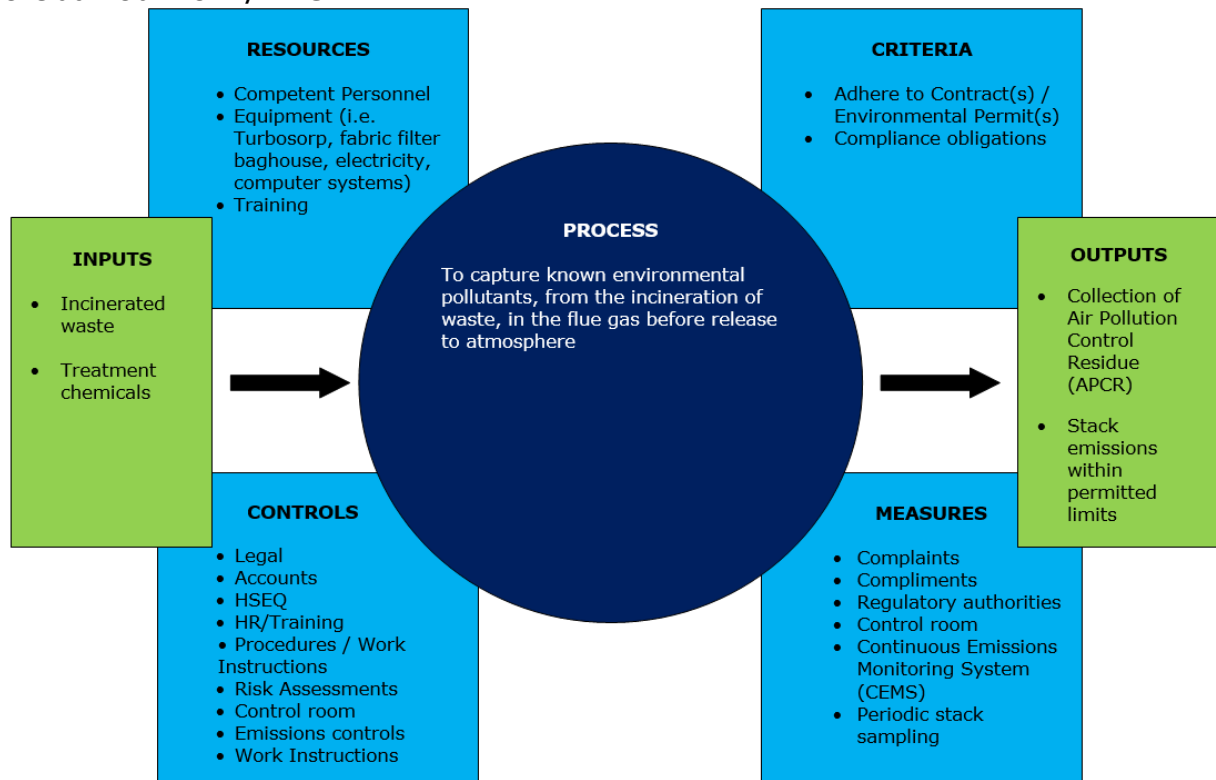 RESOURCES
• Competent Personnel
• Equipment (i.e.
Turbosorp, fabric filter
baghouse, electricity,
computer systems)
• Training
CRITERIA
• Adhere to Contract(s) /
Environmental Permit(s)
• Compliance obligations
INPUTS
• Incinerated
waste
• Treatment
chemicals
PROCESS
To capture known environmental
pollutants, from the incineration of
waste, in the flue gas before release
to atmosphere
OUTPUTS
• Collection of
Air Pollution
Control
Residue
(APCR)
• Stack
emissions
within
permitted
limits
CONTROLS
• Legal
• Accounts
• HSEQ
• HR/Training
• Procedures / Work
Instructions
• Risk Assessments
• Control room
• Emissions controls
• Work Instructions
MEASURES
• Complaints
• Compliments
• Regulatory authorities
• Control room
• Continuous Emissions
Monitoring System
(CEMS)
• Periodic stack
sampling